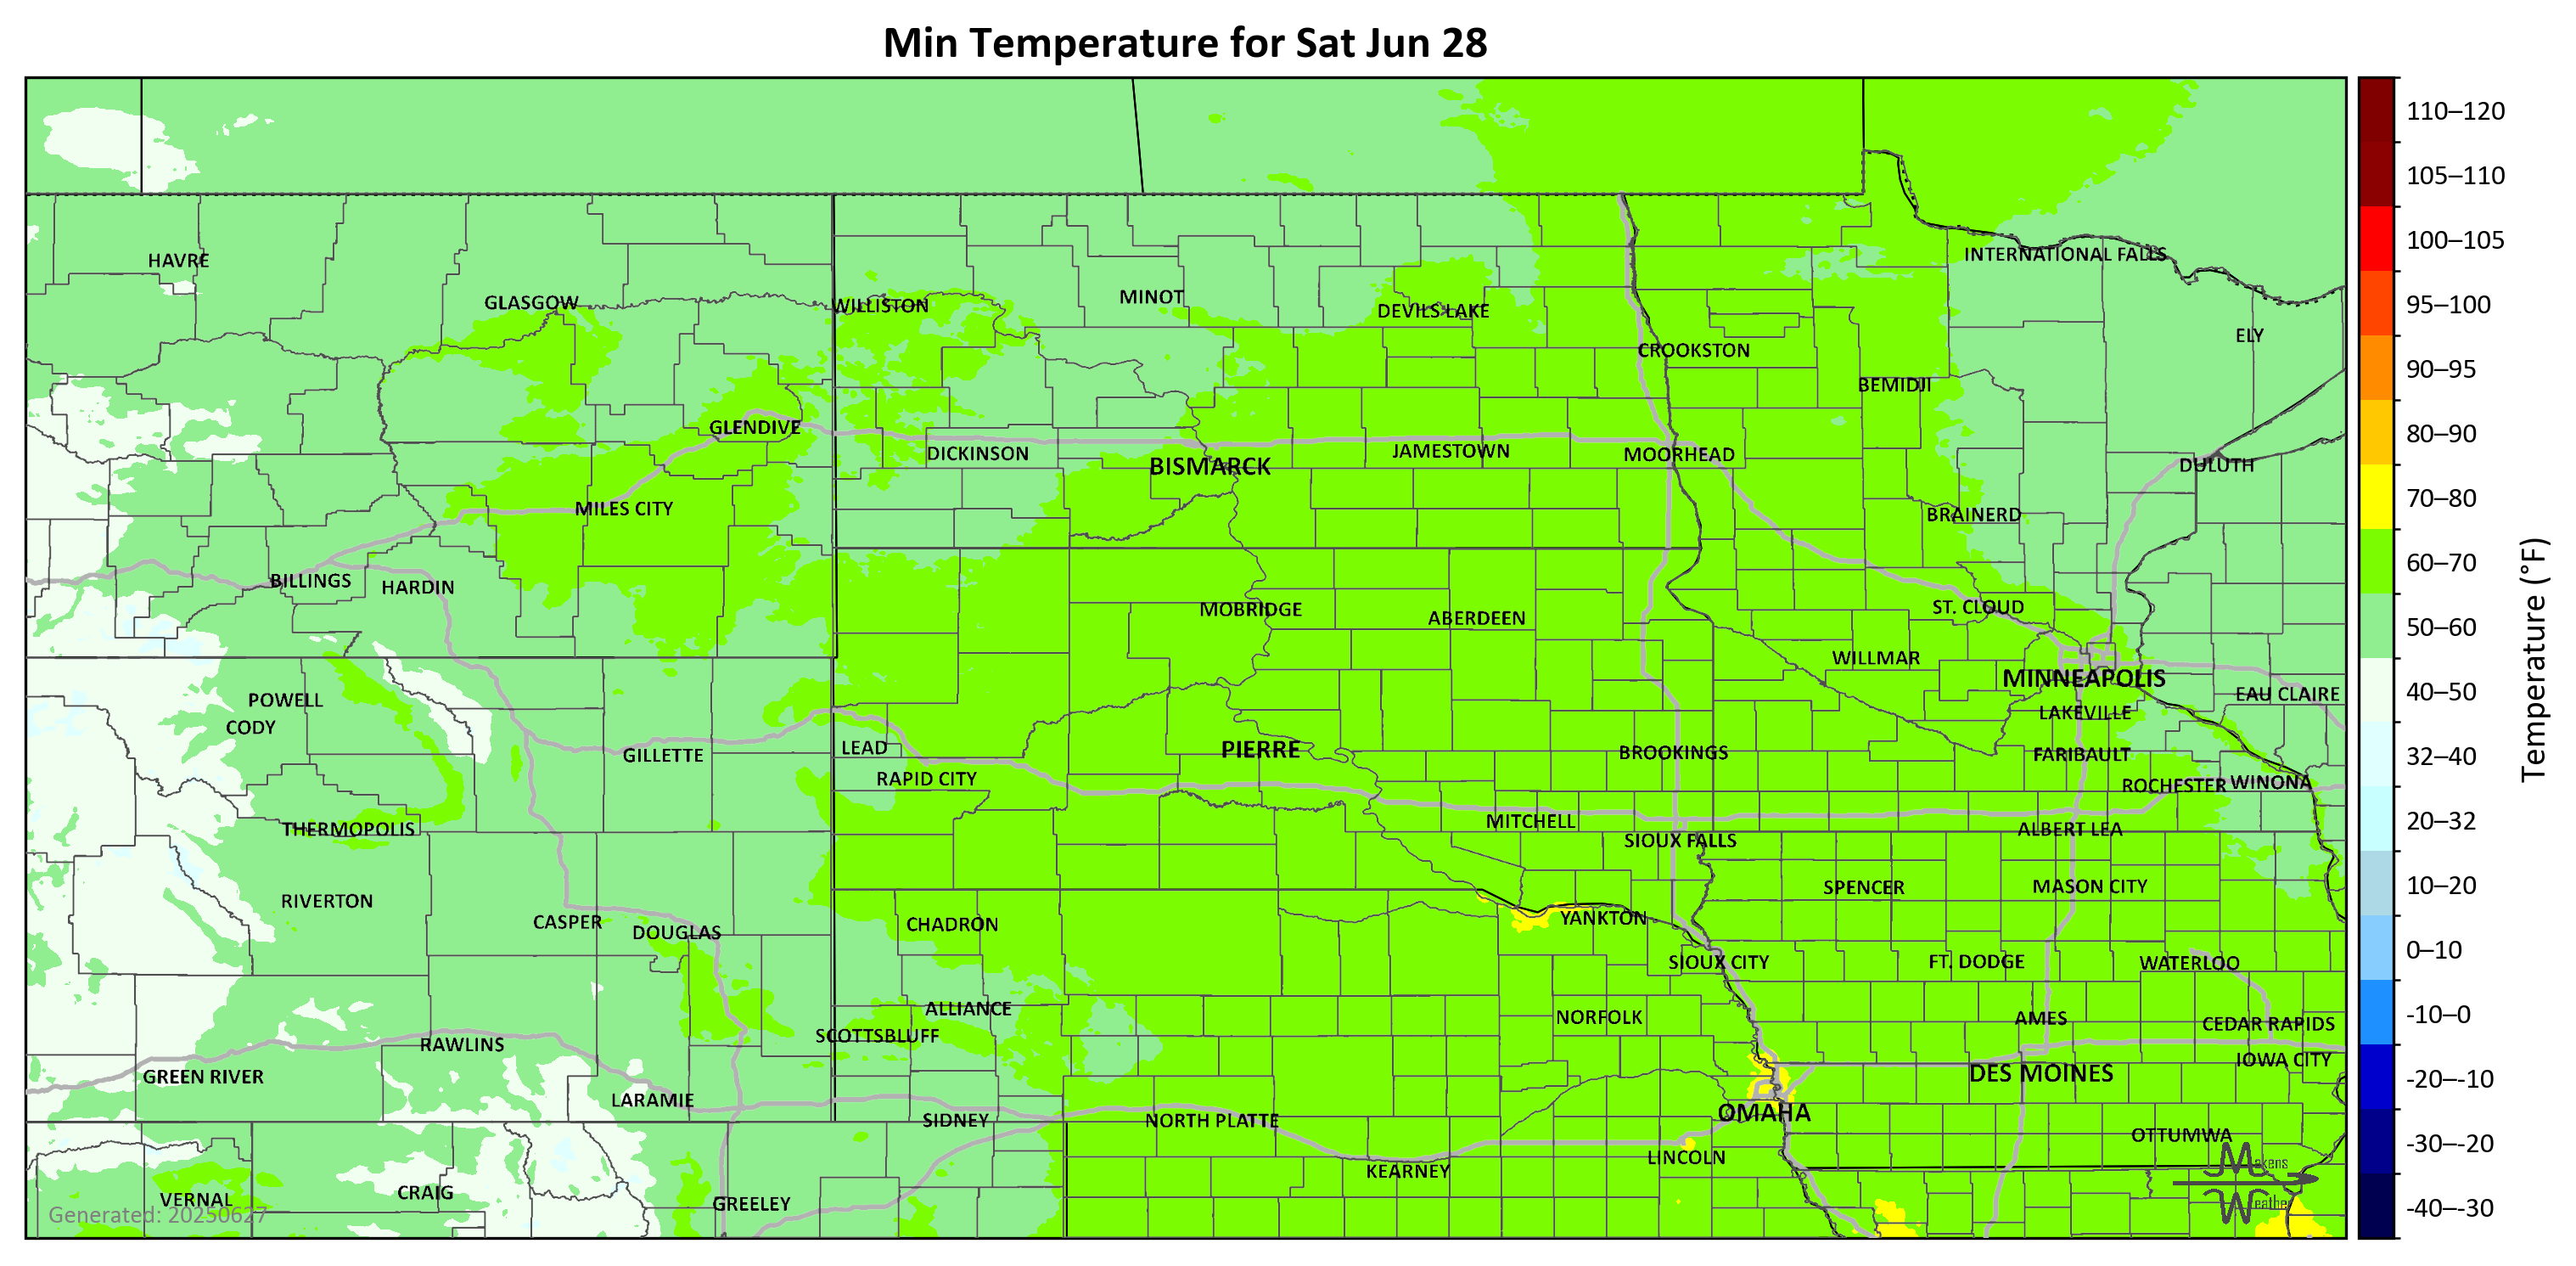 Min Temperature for Sat Jun 28
110–120
105–110
100–105
95–100
90–95
80–90
70–80
60–70
50–60
40–50
32–40
20–32
10–20
0–10
-10–0
-20–-10
-30–-20
-40–-30
Temperature (°F)
HAVRE
GLASGOW
WILLISTON
MINOT
DEVILS LAKE
INTERNATIONAL FALLS
ELY
CROOKSTON
BEMIDJI
GLENDIVE
DICKINSON
BISMARCK
JAMESTOWN
MOORHEAD
DULUTH
MILES CITY
BRAINERD
BILLINGS
HARDIN
MOBRIDGE
ABERDEEN
ST. CLOUD
WILLMAR
MINNEAPOLIS
EAU CLAIRE
POWELL
CODY
LAKEVILLE
GILLETTE
LEAD
PIERRE
BROOKINGS
FARIBAULT
RAPID CITY
ROCHESTER
WINONA
THERMOPOLIS
MITCHELL
SIOUX FALLS
ALBERT LEA
RIVERTON
SPENCER
MASON CITY
CASPER
DOUGLAS
CHADRON
YANKTON
SIOUX CITY
FT. DODGE
WATERLOO
ALLIANCE
NORFOLK
AMES
CEDAR RAPIDS
SCOTTSBLUFF
RAWLINS
IOWA CITY
GREEN RIVER
DES MOINES
LARAMIE
SIDNEY
NORTH PLATTE
OMAHA
OTTUMWA
LINCOLN
KEARNEY
VERNAL
CRAIG
GREELEY
Makens
Weather
Generated: 20250627